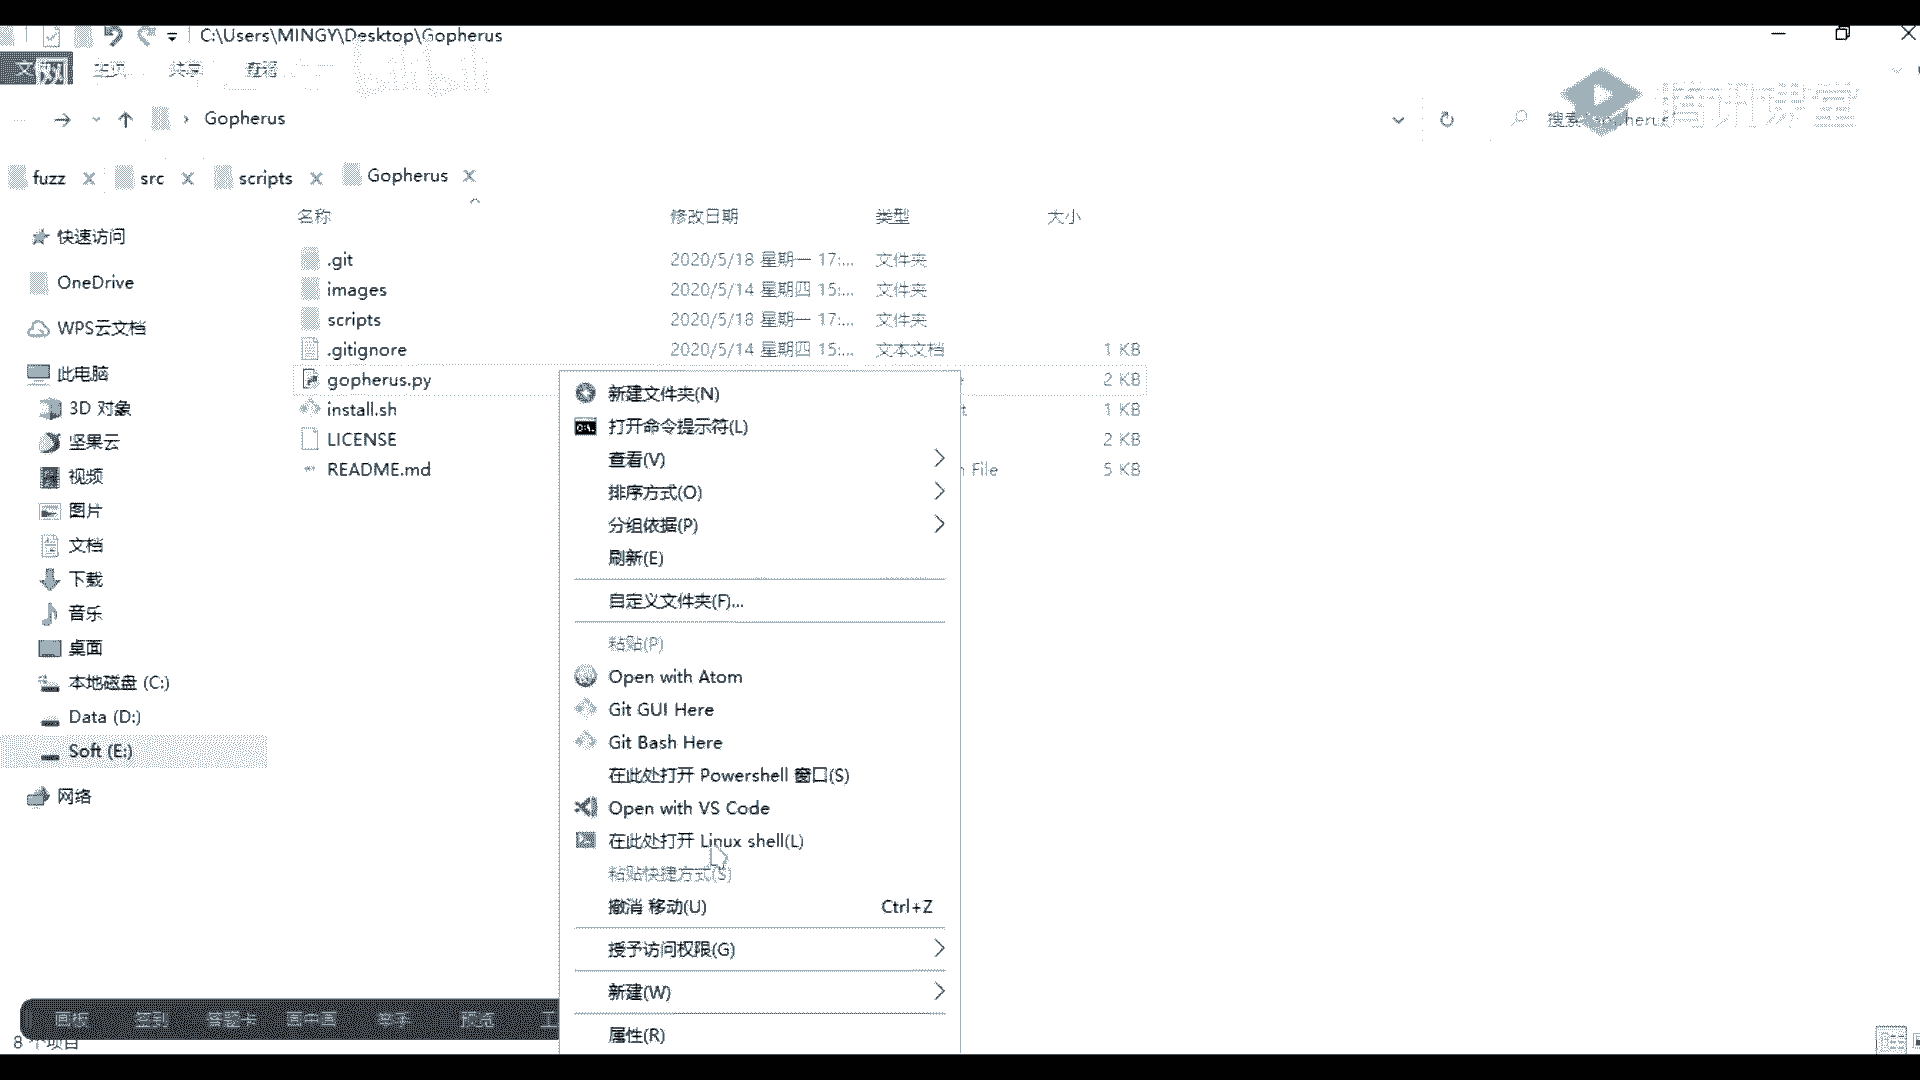 C:\Users\MINGY\Desktop\Gopherus
主页 共享 查看
bilibili
腾讯课堂
Gopherus
搜索
fuzz
src
scripts
Gopherus
名称 修改日期 类型 大小
快速访问
OneDrive
WPS云文档
此电脑
3D 对象
坚果云
视频
图片
文档
下载
音乐
桌面
本地磁盘 (C:)
Data (D:)
Soft (E:)
网络
.git 2020/5/18 星期一 17:... 文件夹
images 2020/5/14 星期四 15:... 文件夹
scripts 2020/5/18 星期一 17:... 文件夹
.gitignore 2020/5/14 星期四 15:... 文本文档 1 KB
gopherus.py 2 KB
install.sh 1 KB
LICENSE 2 KB
README.md File 5 KB
新建文件夹(N)
打开命令提示符(L)
查看(V)
排序方式(O)
分组依据(P)
刷新(E)
自定义文件夹(F)...
粘贴(P)
Open with Atom
Git GUI Here
Git Bash Here
在此处打开 Powershell 窗口(S)
Open with VS Code
在此处打开 Linux shell(L)
粘贴快捷方式(S)
撤消 移动(U) Ctrl+Z
授予访问权限(G)
新建(W)
属性(R)
画板 签到 答题卡 画中画 举手 预览 工
8 个项目